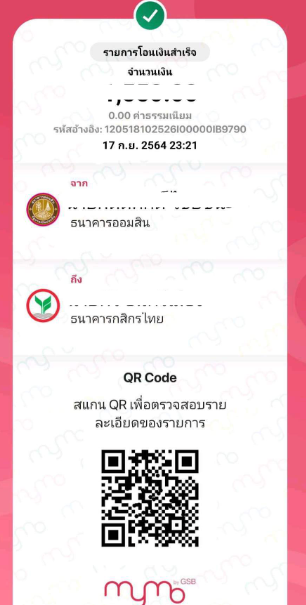 รายการโอนเงินสำเร็จ
จำนวนเงิน
0.00 ค่าธรรมเนียม
รหัสอ้างอิง: 120518102526I00000IB9790
17 ก.ย. 2564 23:21
จาก
ธนาคารออมสิน
ถึง
ธนาคารกสิกรไทย
QR Code
สแกน QR เพื่อตรวจสอบราย
ละเอียดของรายการ
mymo by GSB